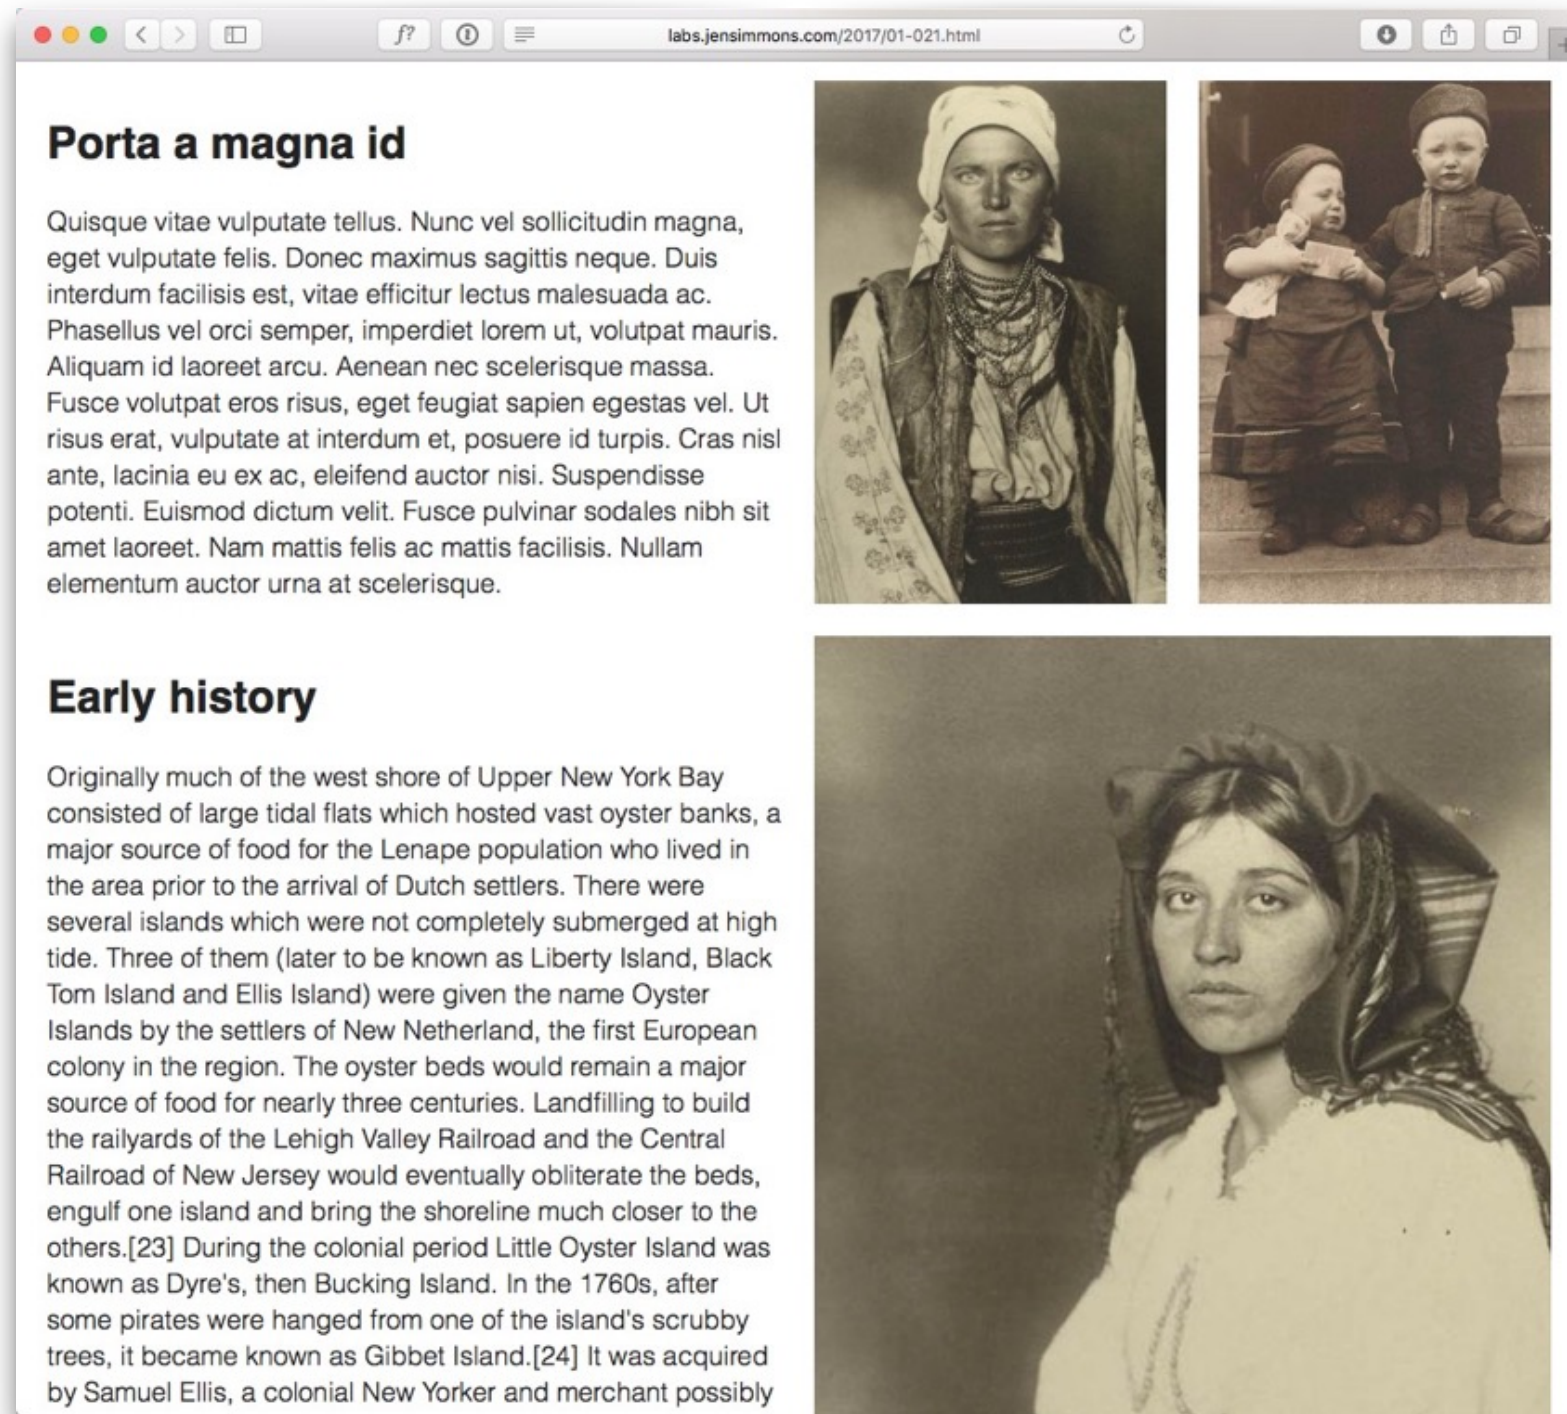 f?
labs.jensimmons.com/2017/01-021.html
Porta a magna id
Quisque vitae vulputate tellus. Nunc vel sollicitudin magna,
eget vulputate felis. Donec maximus sagittis neque. Duis
interdum facilisis est, vitae efficitur lectus malesuada ac.
Phasellus vel orci semper, imperdiet lorem ut, volutpat mauris.
Aliquam id laoreet arcu. Aenean nec scelerisque massa.
Fusce volutpat eros risus, eget feugiat sapien egestas vel. Ut
risus erat, vulputate at interdum et, posuere id turpis. Cras nisl
ante, lacinia eu ex ac, eleifend auctor nisi. Suspendisse
potenti. Euismod dictum velit. Fusce pulvinar sodales nibh sit
amet laoreet. Nam mattis felis ac mattis facilisis. Nullam
elementum auctor urna at scelerisque.
Early history
Originally much of the west shore of Upper New York Bay
consisted of large tidal flats which hosted vast oyster banks, a
major source of food for the Lenape population who lived in
the area prior to the arrival of Dutch settlers. There were
several islands which were not completely submerged at high
tide. Three of them (later to be known as Liberty Island, Black
Tom Island and Ellis Island) were given the name Oyster
Islands by the settlers of New Netherland, the first European
colony in the region. The oyster beds would remain a major
source of food for nearly three centuries. Landfilling to build
the railyards of the Lehigh Valley Railroad and the Central
Railroad of New Jersey would eventually obliterate the beds,
engulf one island and bring the shoreline much closer to the
others.[23] During the colonial period Little Oyster Island was
known as Dyre's, then Bucking Island. In the 1760s, after
some pirates were hanged from one of the island's scrubby
trees, it became known as Gibbet Island.[24] It was acquired
by Samuel Ellis, a colonial New Yorker and merchant possibly